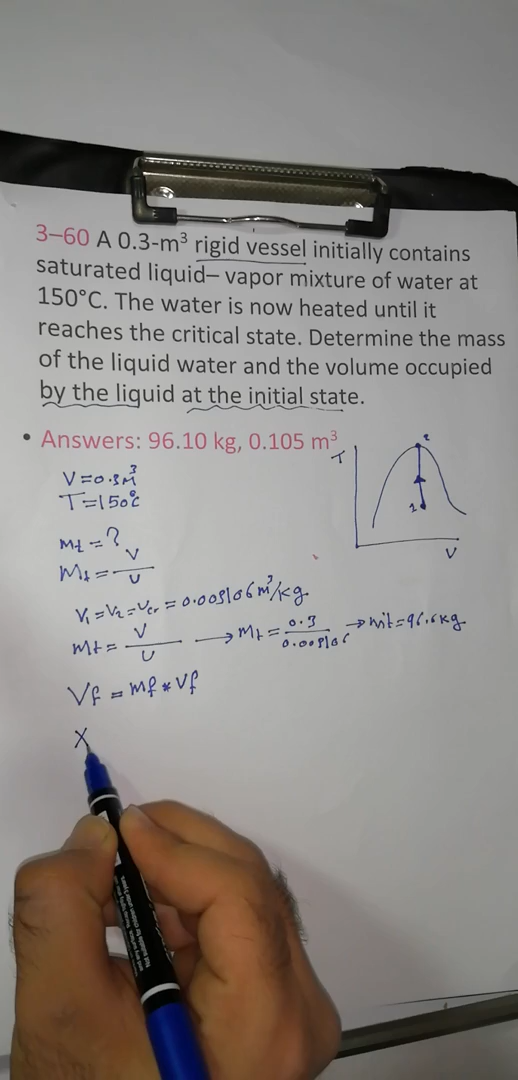 3–60 A 0.3-m³ rigid vessel initially contains
saturated liquid– vapor mixture of water at
150°C. The water is now heated until it
reaches the critical state. Determine the mass
of the liquid water and the volume occupied
by the liquid at the initial state.
• Answers: 96.10 kg, 0.105 m³
T
2
1
V
V=0.3M³
T=150°C
Mt=?
Mt=V/υ
V1=V2=Vcr=0.003106 m³/kg
Mt=V/υ → Mt=0.3/0.003106 → Mt=96.6kg
Vf = Mf * Vf
X